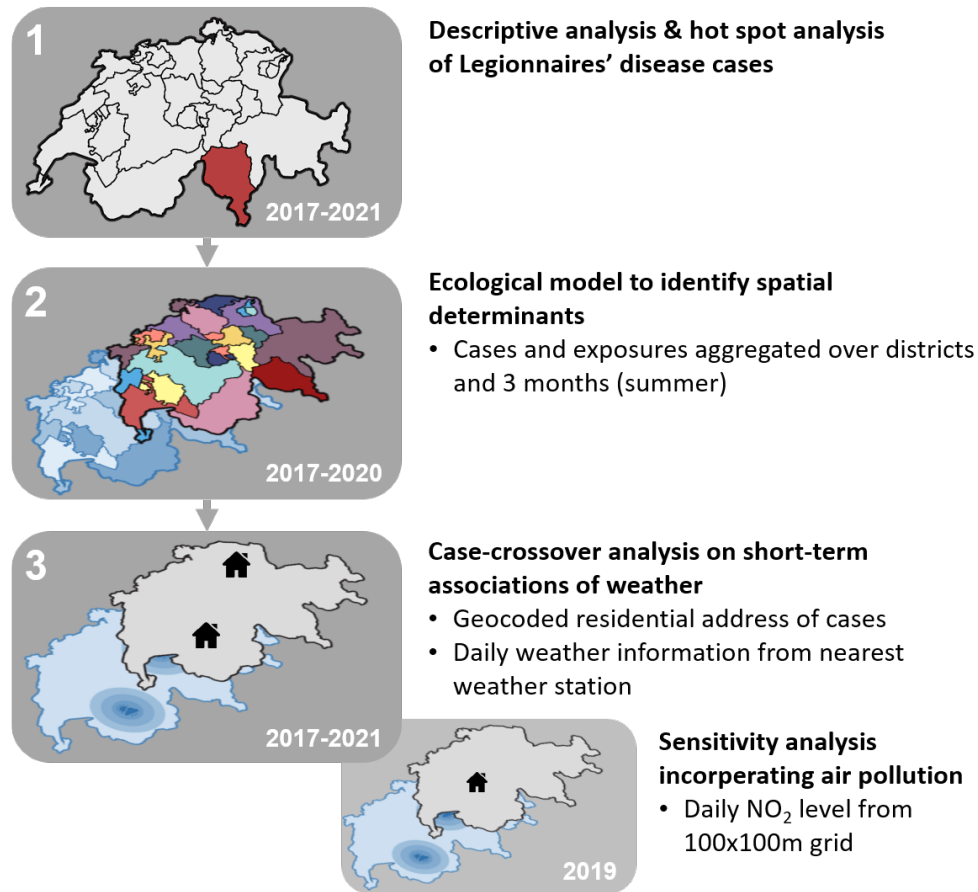 1
Descriptive analysis & hot spot analysis
of Legionnaires’ disease cases
2017-2021
2
Ecological model to identify spatial
determinants
• Cases and exposures aggregated over districts
and 3 months (summer)
2017-2020
3
Case-crossover analysis on short-term
associations of weather
• Geocoded residential address of cases
• Daily weather information from nearest
weather station
2017-2021
Sensitivity analysis
incorperating air pollution
• Daily NO₂ level from
100x100m grid
2019